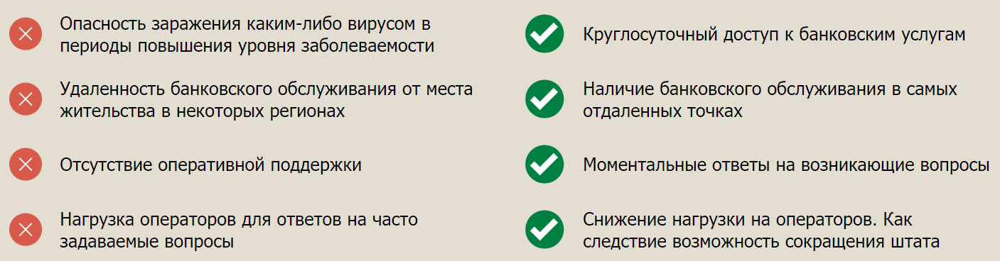 Опасность заражения каким-либо вирусом в
периоды повышения уровня заболеваемости
Удаленность банковского обслуживания от места
жительства в некоторых регионах
Отсутствие оперативной поддержки
Нагрузка операторов для ответов на часто
задаваемые вопросы
Круглосуточный доступ к банковским услугам
Наличие банковского обслуживания в самых
отдаленных точках
Моментальные ответы на возникающие вопросы
Снижение нагрузки на операторов. Как
следствие возможность сокращения штата